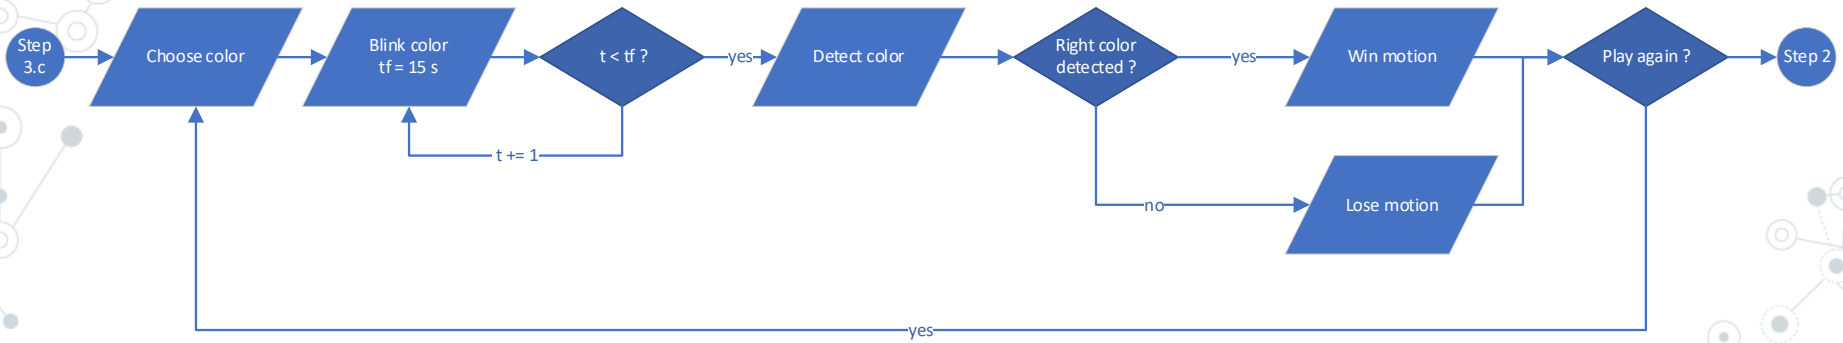 Step
3.c
Choose color
Blink color
tf = 15 s
t < tf ?
yes
Detect color
Right color
detected ?
yes
Win motion
Play again ?
Step 2
t += 1
no
Lose motion
yes